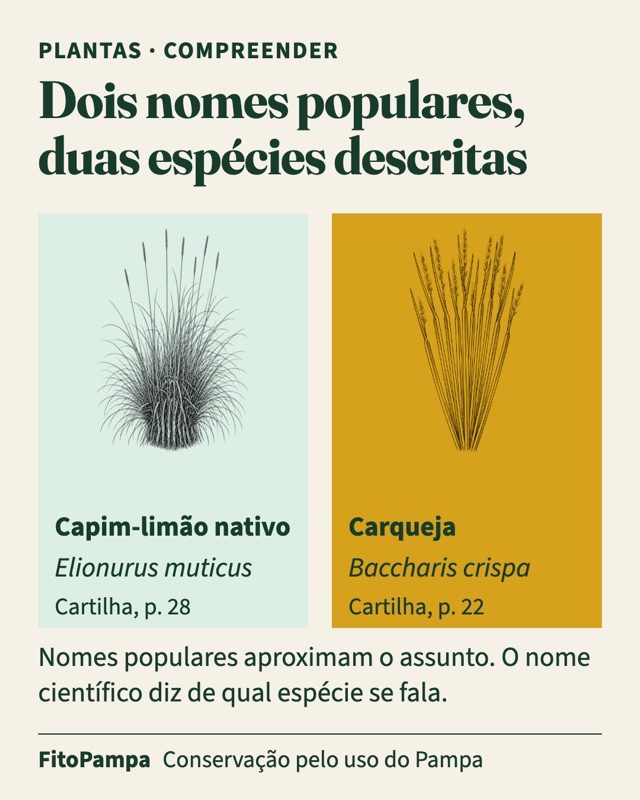 PLANTAS · COMPREENDER
Dois nomes populares,
duas espécies descritas
Capim-limão nativo
Elionurus muticus
Cartilha, p. 28
Carqueja
Baccharis crispa
Cartilha, p. 22
Nomes populares aproximam o assunto. O nome
científico diz de qual espécie se fala.
FitoPampa Conservação pelo uso do Pampa